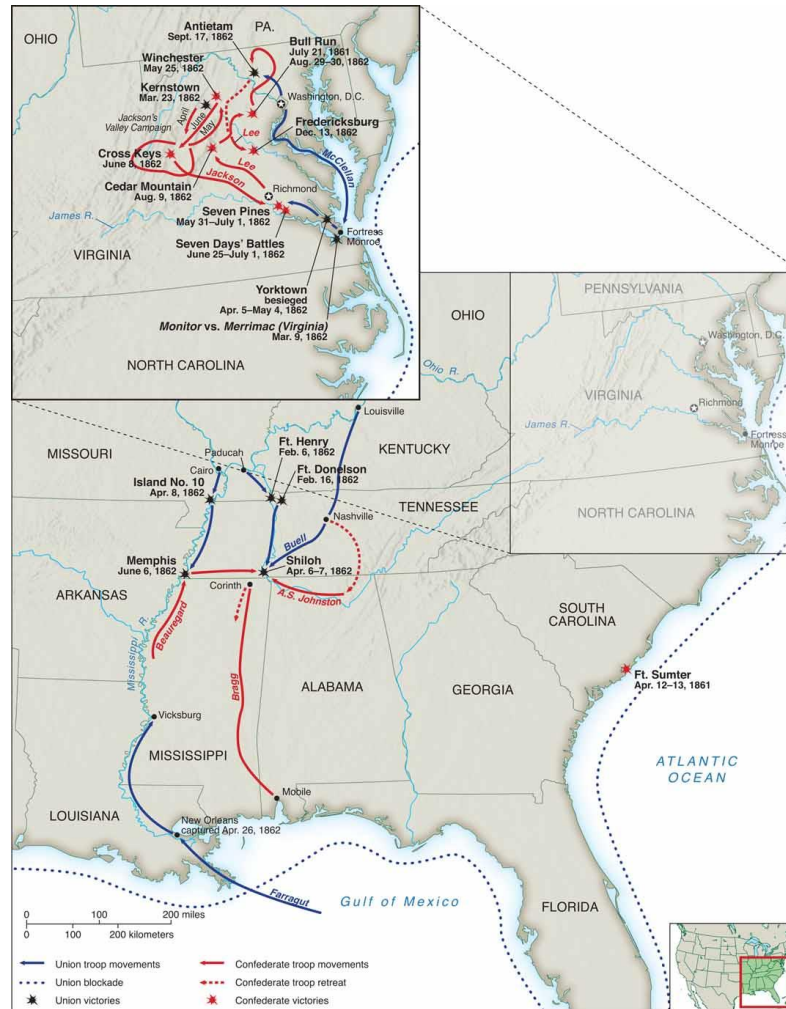 OHIO
PA.
Antietam
Sept. 17, 1862
Bull Run
July 21, 1861
Aug. 29–30, 1862
Winchester
May 25, 1862
Kernstown
Mar. 23, 1862
Washington, D.C.
April
June
May
Jackson's
Valley Campaign
Fredericksburg
Dec. 13, 1862
Lee
McClellan
Cross Keys
June 8, 1862
Lee
Jackson
Cedar Mountain
Aug. 9, 1862
Richmond
James R.
Seven Pines
May 31–July 1, 1862
Fortress
Monroe
VIRGINIA
Seven Days' Battles
June 25–July 1, 1862
Yorktown
besieged
Apr. 5–May 4, 1862
Monitor vs. Merrimac (Virginia)
Mar. 9, 1862
NORTH CAROLINA
OHIO
PENNSYLVANIA
Washington, D.C.
Ohio R.
VIRGINIA
Richmond
James R.
Fortress
Monroe
NORTH CAROLINA
Louisville
MISSOURI
Paducah
Cairo
Ft. Henry
Feb. 6, 1862
KENTUCKY
Island No. 10
Apr. 8, 1862
Ft. Donelson
Feb. 16, 1862
TENNESSEE
Nashville
Buell
Memphis
June 6, 1862
Shiloh
Apr. 6–7, 1862
Corinth
A.S. Johnston
ARKANSAS
Beauregard
Mississippi R.
SOUTH
CAROLINA
Bragg
Ft. Sumter
Apr. 12–13, 1861
ALABAMA
GEORGIA
Vicksburg
MISSISSIPPI
ATLANTIC
OCEAN
Mobile
LOUISIANA
New Orleans
captured Apr. 26, 1862
Farragut
Gulf of Mexico
FLORIDA
0 100 200 miles
0 100 200 kilometers
Union troop movements
Confederate troop movements
Union blockade
Confederate troop retreat
Union victories
Confederate victories